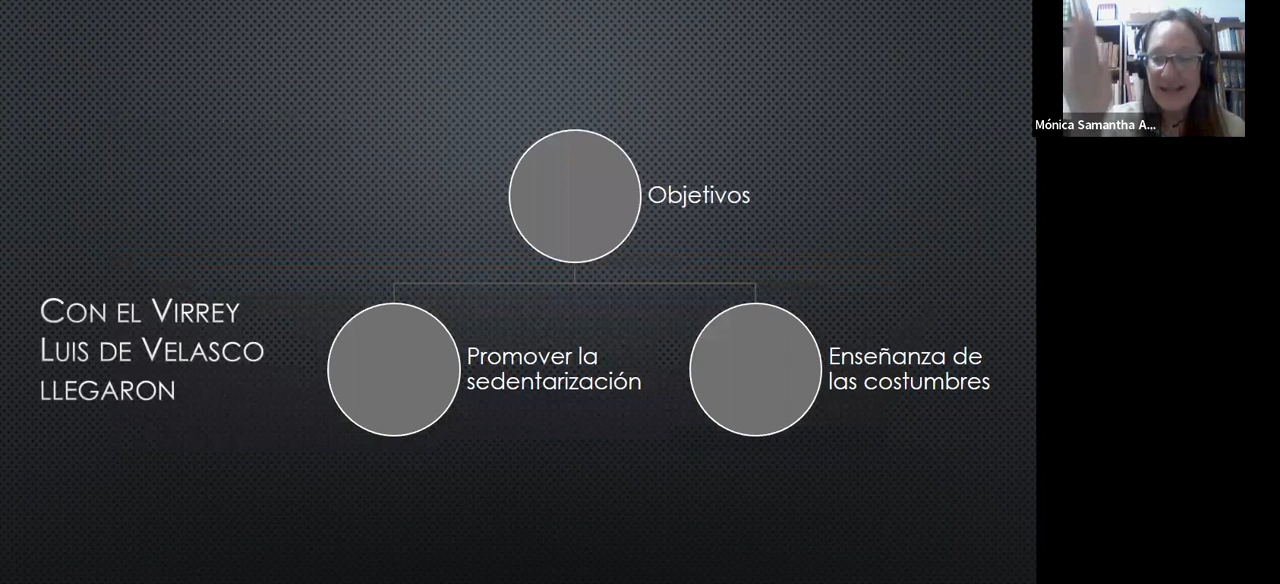 Mónica Samantha A...
Objetivos
CON EL VIRREY
LUIS DE VELASCO
LLEGARON
Promover la
sedentarización
Enseñanza de
las costumbres